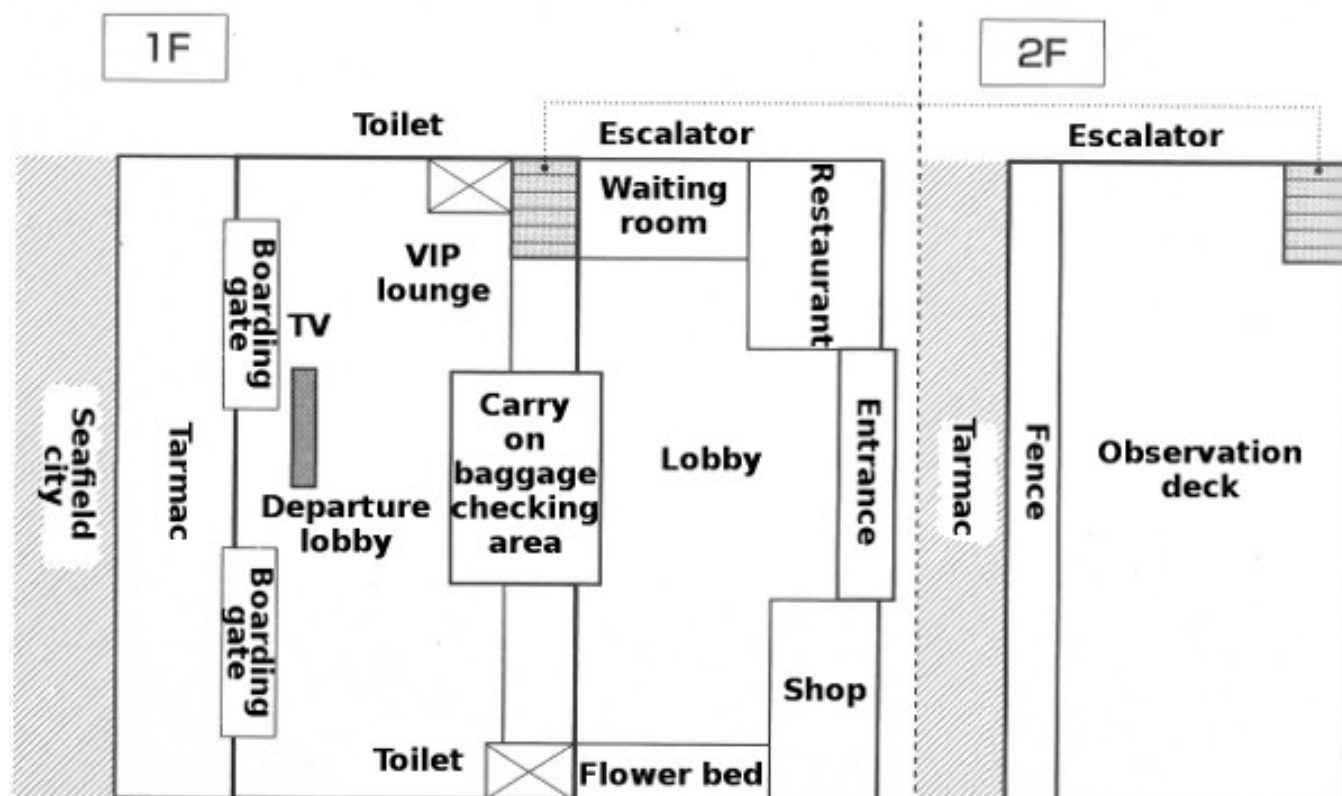 1F
2F
Toilet
Escalator
Escalator
Waiting
room
Restaurant
VIP
lounge
Boarding
gate
TV
Carry
on
baggage
checking
area
Lobby
Entrance
Seafield
city
Tarmac
Departure
lobby
Boarding
gate
Shop
Toilet
Flower bed
Tarmac
Fence
Observation
deck